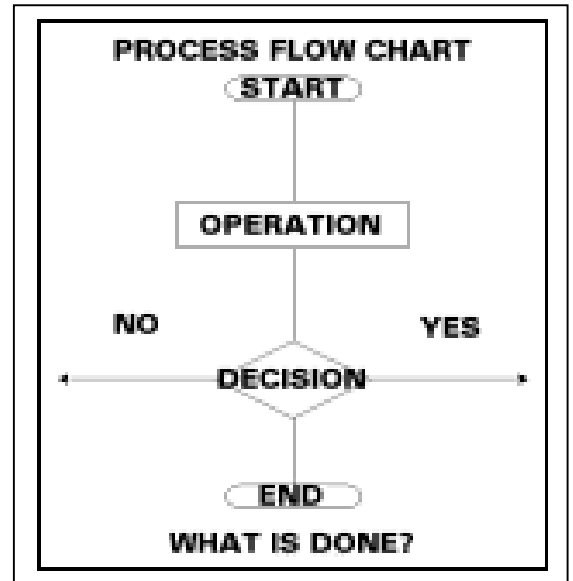 PROCESS FLOW CHART
START
OPERATION
NO YES
DECISION
END
WHAT IS DONE?